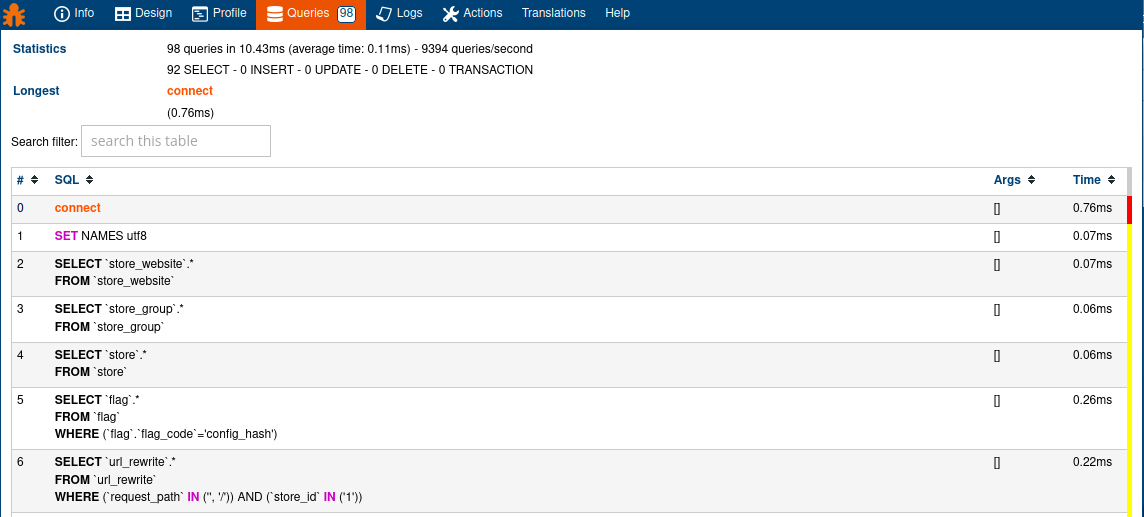 Info Design Profile Queries 98 Logs Actions Translations Help
Statistics 98 queries in 10.43ms (average time: 0.11ms) - 9394 queries/second
92 SELECT - 0 INSERT - 0 UPDATE - 0 DELETE - 0 TRANSACTION
Longest connect
(0.76ms)
Search filter: search this table
# SQL Args Time
0 connect [] 0.76ms
1 SET NAMES utf8 [] 0.07ms
2 SELECT `store_website`.* [] 0.07ms
FROM `store_website`
3 SELECT `store_group`.* [] 0.06ms
FROM `store_group`
4 SELECT `store`.* [] 0.06ms
FROM `store`
5 SELECT `flag`.* [] 0.26ms
FROM `flag`
WHERE (`flag`.`flag_code`='config_hash')
6 SELECT `url_rewrite`.* [] 0.22ms
FROM `url_rewrite`
WHERE (`request_path` IN ('', '/')) AND (`store_id` IN ('1'))